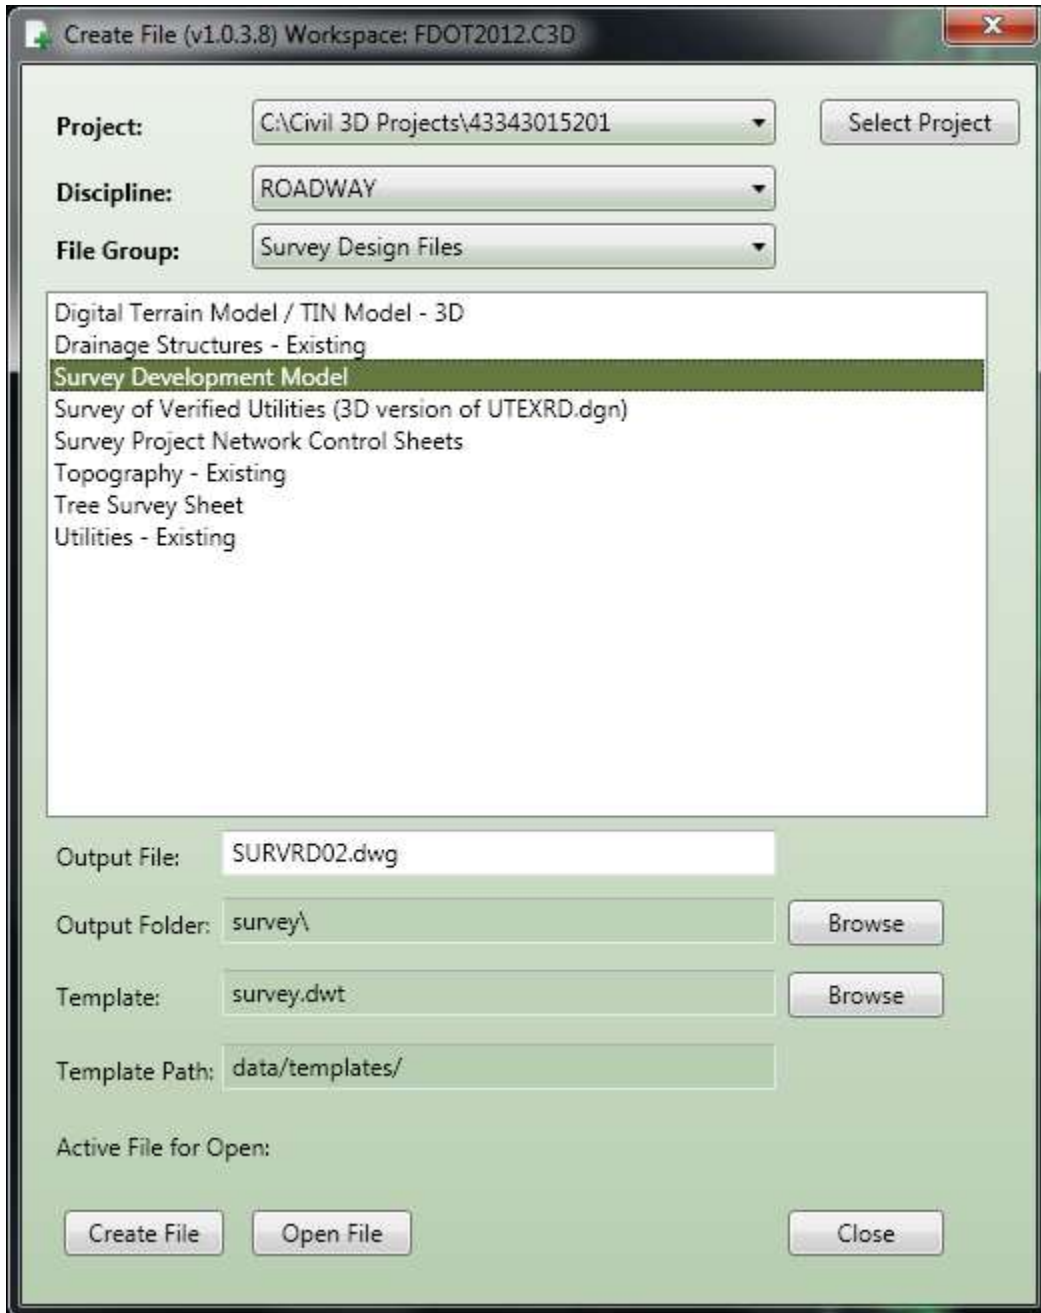 Create File (v1.0.3.8) Workspace: FDOT2012.C3D
Project: C:\Civil 3D Projects\43343015201 Select Project
Discipline: ROADWAY
File Group: Survey Design Files
Digital Terrain Model / TIN Model - 3D
Drainage Structures - Existing
Survey Development Model
Survey of Verified Utilities (3D version of UTEXRD.dgn)
Survey Project Network Control Sheets
Topography - Existing
Tree Survey Sheet
Utilities - Existing
Output File: SURVRD02.dwg
Output Folder: survey\ Browse
Template: survey.dwt Browse
Template Path: data/templates/
Active File for Open:
Create File Open File Close